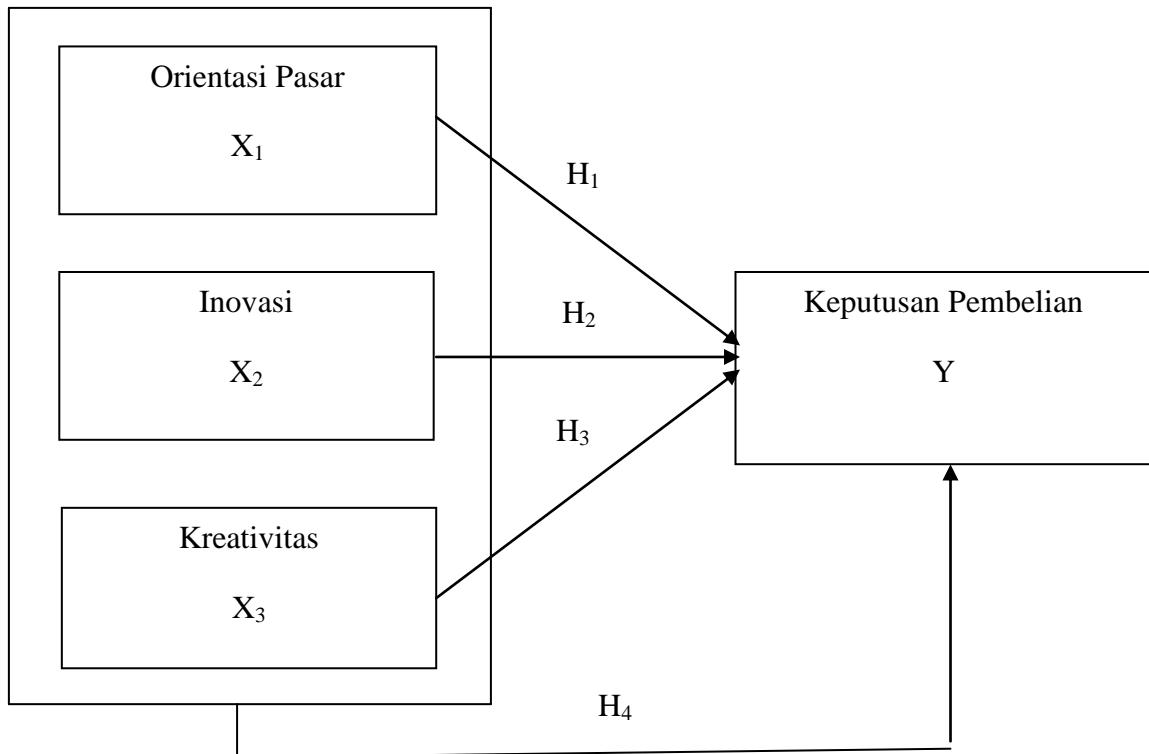 Orientasi Pasar
X₁
H₁
Inovasi
X₂
H₂
Keputusan Pembelian
Y
H₃
Kreativitas
X₃
H₄